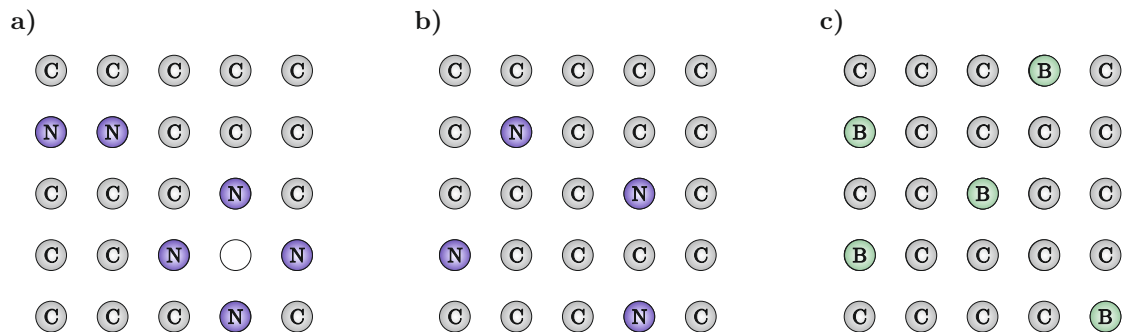 a) b) c)
C C C C C C C C C C C C C B C
N N C C C C N C C C B C C C C
C C C N C C C C N C C C B C C
C C N N N C C C C B C C C C
C C C N C C C C N C C C C C B